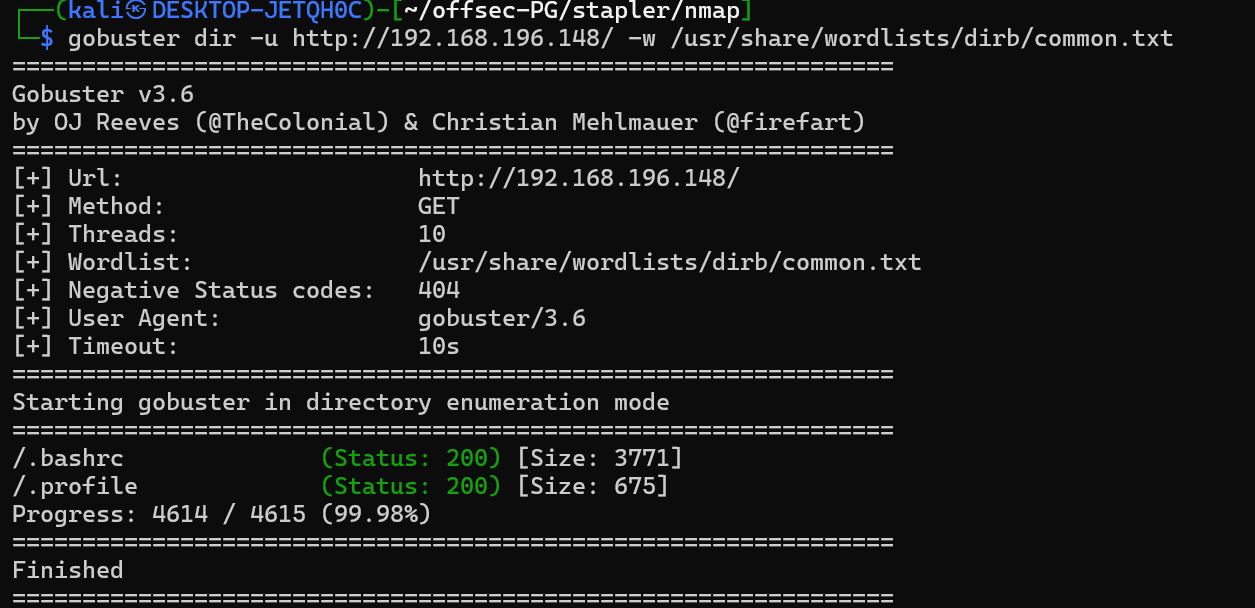 ┌──(kali㉿DESKTOP-JETQH0C)-[~/offsec-PG/stapler/nmap]
└─$ gobuster dir -u http://192.168.196.148/ -w /usr/share/wordlists/dirb/common.txt
===============================================================
Gobuster v3.6
by OJ Reeves (@TheColonial) & Christian Mehlmauer (@firefart)
===============================================================
[+] Url:                     http://192.168.196.148/
[+] Method:                  GET
[+] Threads:                 10
[+] Wordlist:                /usr/share/wordlists/dirb/common.txt
[+] Negative Status codes:   404
[+] User Agent:              gobuster/3.6
[+] Timeout:                 10s
===============================================================
Starting gobuster in directory enumeration mode
===============================================================
/.bashrc              (Status: 200) [Size: 3771]
/.profile             (Status: 200) [Size: 675]
Progress: 4614 / 4615 (99.98%)
===============================================================
Finished
===============================================================